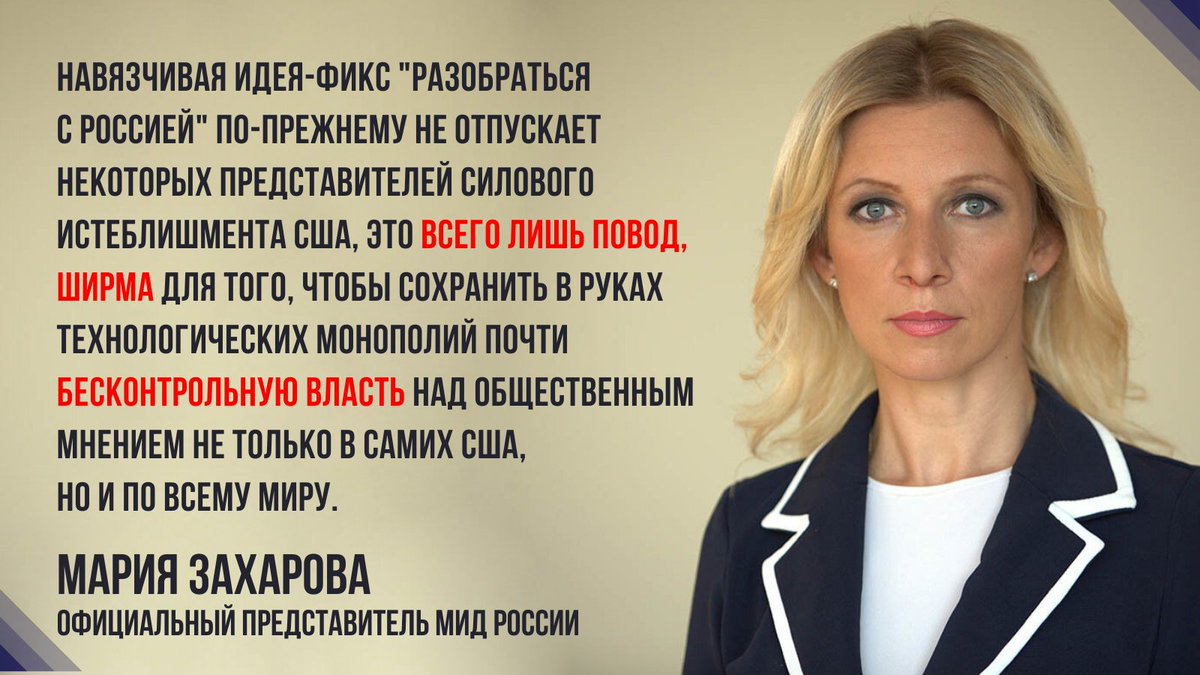 НАВЯЗЧИВАЯ ИДЕЯ-ФИКС "РАЗОБРАТЬСЯ
С РОССИЕЙ" ПО-ПРЕЖНЕМУ НЕ ОТПУСКАЕТ
НЕКОТОРЫХ ПРЕДСТАВИТЕЛЕЙ СИЛОВОГО
ИСТЕБЛИШМЕНТА США, ЭТО ВСЕГО ЛИШЬ ПОВОД,
ШИРМА ДЛЯ ТОГО, ЧТОБЫ СОХРАНИТЬ В РУКАХ
ТЕХНОЛОГИЧЕСКИХ МОНОПОЛИЙ ПОЧТИ
БЕСКОНТРОЛЬНУЮ ВЛАСТЬ НАД ОБЩЕСТВЕННЫМ
МНЕНИЕМ НЕ ТОЛЬКО В САМИХ США,
НО И ПО ВСЕМУ МИРУ.
МАРИЯ ЗАХАРОВА
ОФИЦИАЛЬНЫЙ ПРЕДСТАВИТЕЛЬ МИД РОССИИ